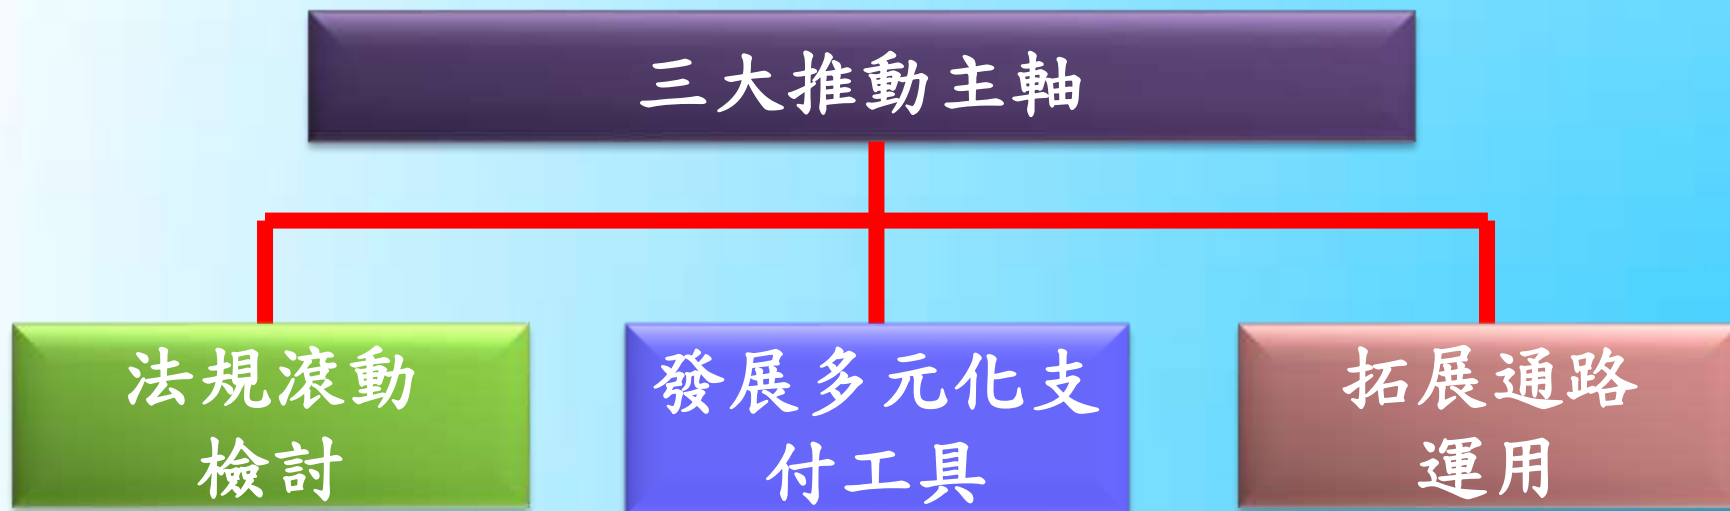 三大推動主軸
法規滾動
檢討
發展多元化支
付工具
拓展通路
運用